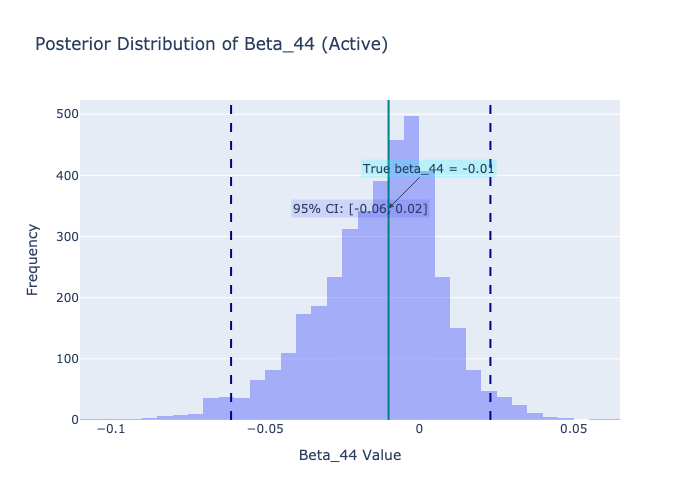 Posterior Distribution of Beta_44 (Active)
500
400
300
200
100
0
Frequency
True beta_44 = -0.01
95% CI: [-0.06, 0.02]
−0.1
−0.05
0
0.05
Beta_44 Value